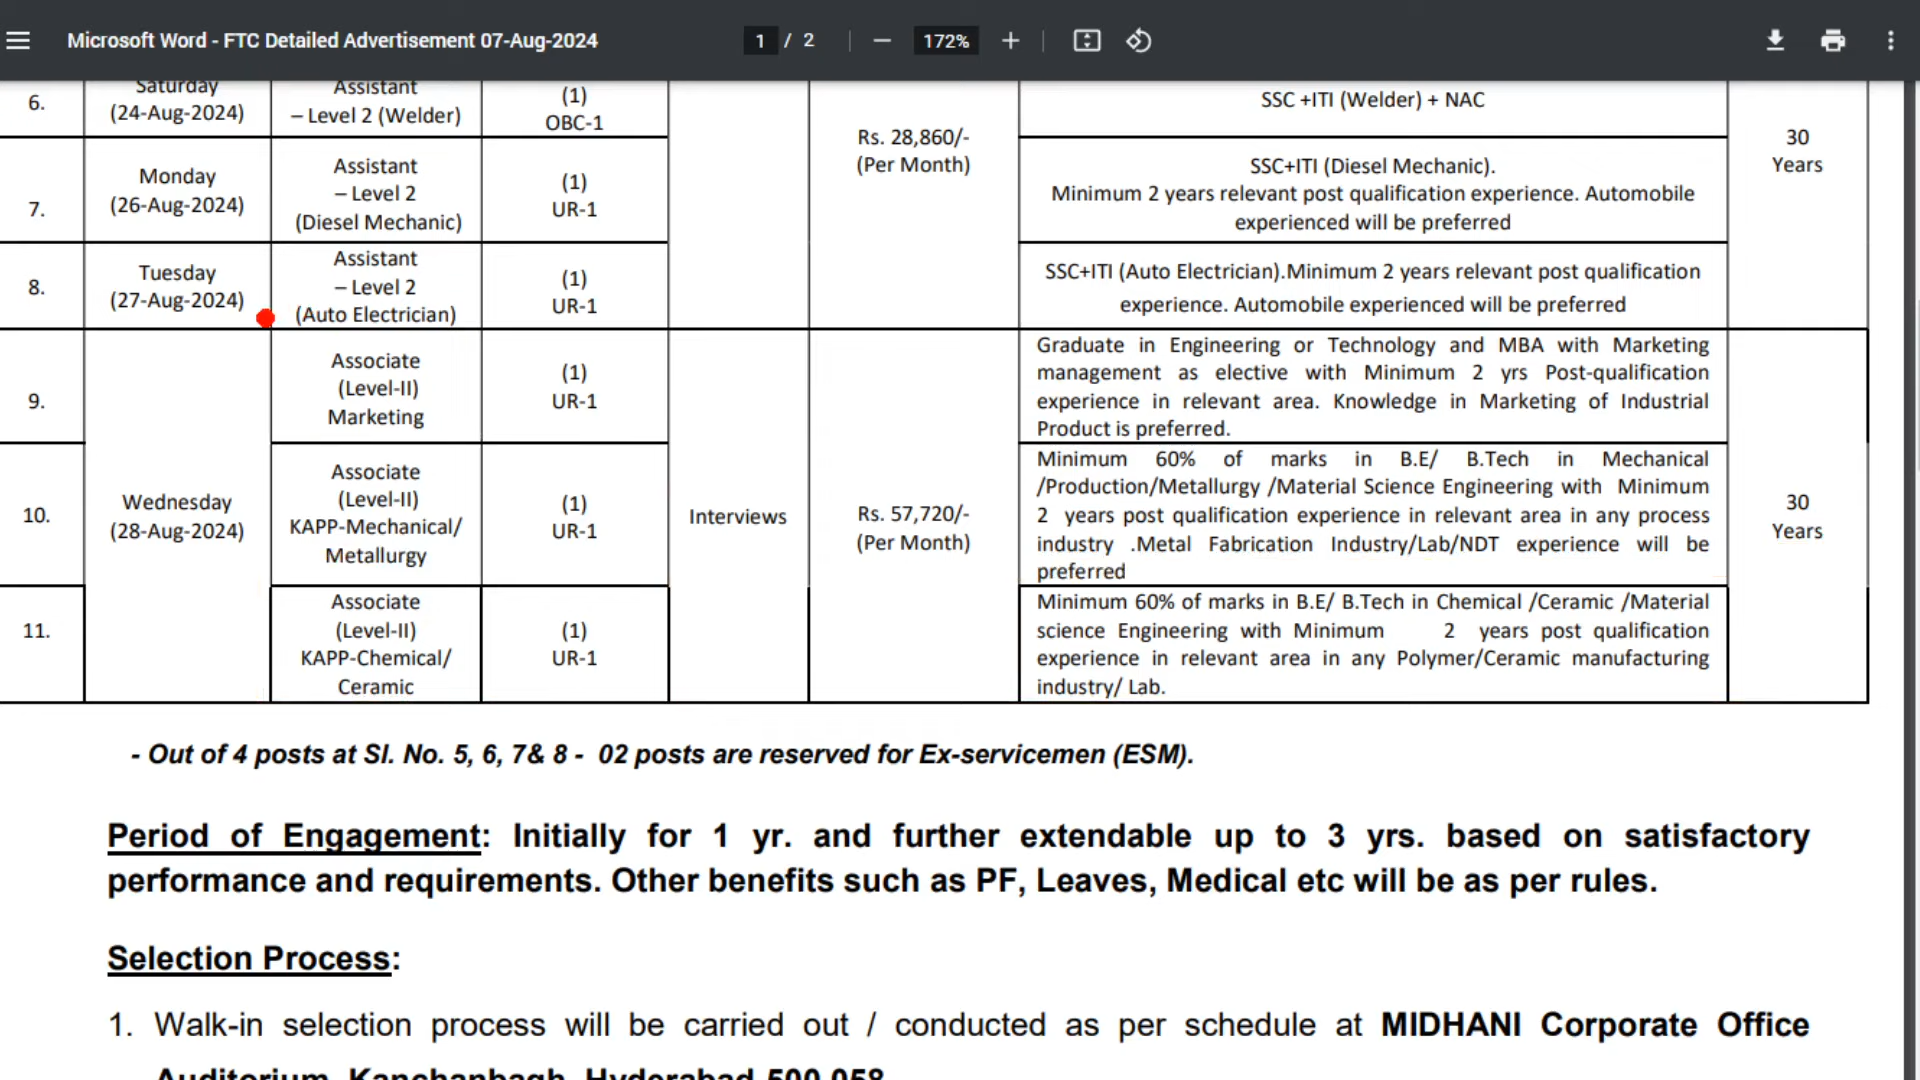 Microsoft Word - FTC Detailed Advertisement 07-Aug-2024
1 / 2
172%
6.
Saturday
(24-Aug-2024)
Assistant
– Level 2 (Welder)
(1)
OBC-1
Rs. 28,860/-
(Per Month)
SSC +ITI (Welder) + NAC
30
Years
7.
Monday
(26-Aug-2024)
Assistant
– Level 2
(Diesel Mechanic)
(1)
UR-1
SSC+ITI (Diesel Mechanic).
Minimum 2 years relevant post qualification experience. Automobile
experienced will be preferred
8.
Tuesday
(27-Aug-2024)
Assistant
– Level 2
(Auto Electrician)
(1)
UR-1
SSC+ITI (Auto Electrician).Minimum 2 years relevant post qualification
experience. Automobile experienced will be preferred
9.
Associate
(Level-II)
Marketing
(1)
UR-1
Graduate in Engineering or Technology and MBA with Marketing
management as elective with Minimum 2 yrs Post-qualification
experience in relevant area. Knowledge in Marketing of Industrial
Product is preferred.
10.
Wednesday
(28-Aug-2024)
Associate
(Level-II)
KAPP-Mechanical/
Metallurgy
(1)
UR-1
Interviews
Rs. 57,720/-
(Per Month)
Minimum 60% of marks in B.E/ B.Tech in Mechanical
/Production/Metallurgy /Material Science Engineering with Minimum
2 years post qualification experience in relevant area in any process
industry .Metal Fabrication Industry/Lab/NDT experience will be
preferred
30
Years
11.
Associate
(Level-II)
KAPP-Chemical/
Ceramic
(1)
UR-1
Minimum 60% of marks in B.E/ B.Tech in Chemical /Ceramic /Material
science Engineering with Minimum 2 years post qualification
experience in relevant area in any Polymer/Ceramic manufacturing
industry/ Lab.
- Out of 4 posts at Sl. No. 5, 6, 7& 8 - 02 posts are reserved for Ex-servicemen (ESM).
Period of Engagement: Initially for 1 yr. and further extendable up to 3 yrs. based on satisfactory
performance and requirements. Other benefits such as PF, Leaves, Medical etc will be as per rules.
Selection Process:
1. Walk-in selection process will be carried out / conducted as per schedule at MIDHANI Corporate Office
Auditorium, Kanchanbagh, Hyderabad-500 058